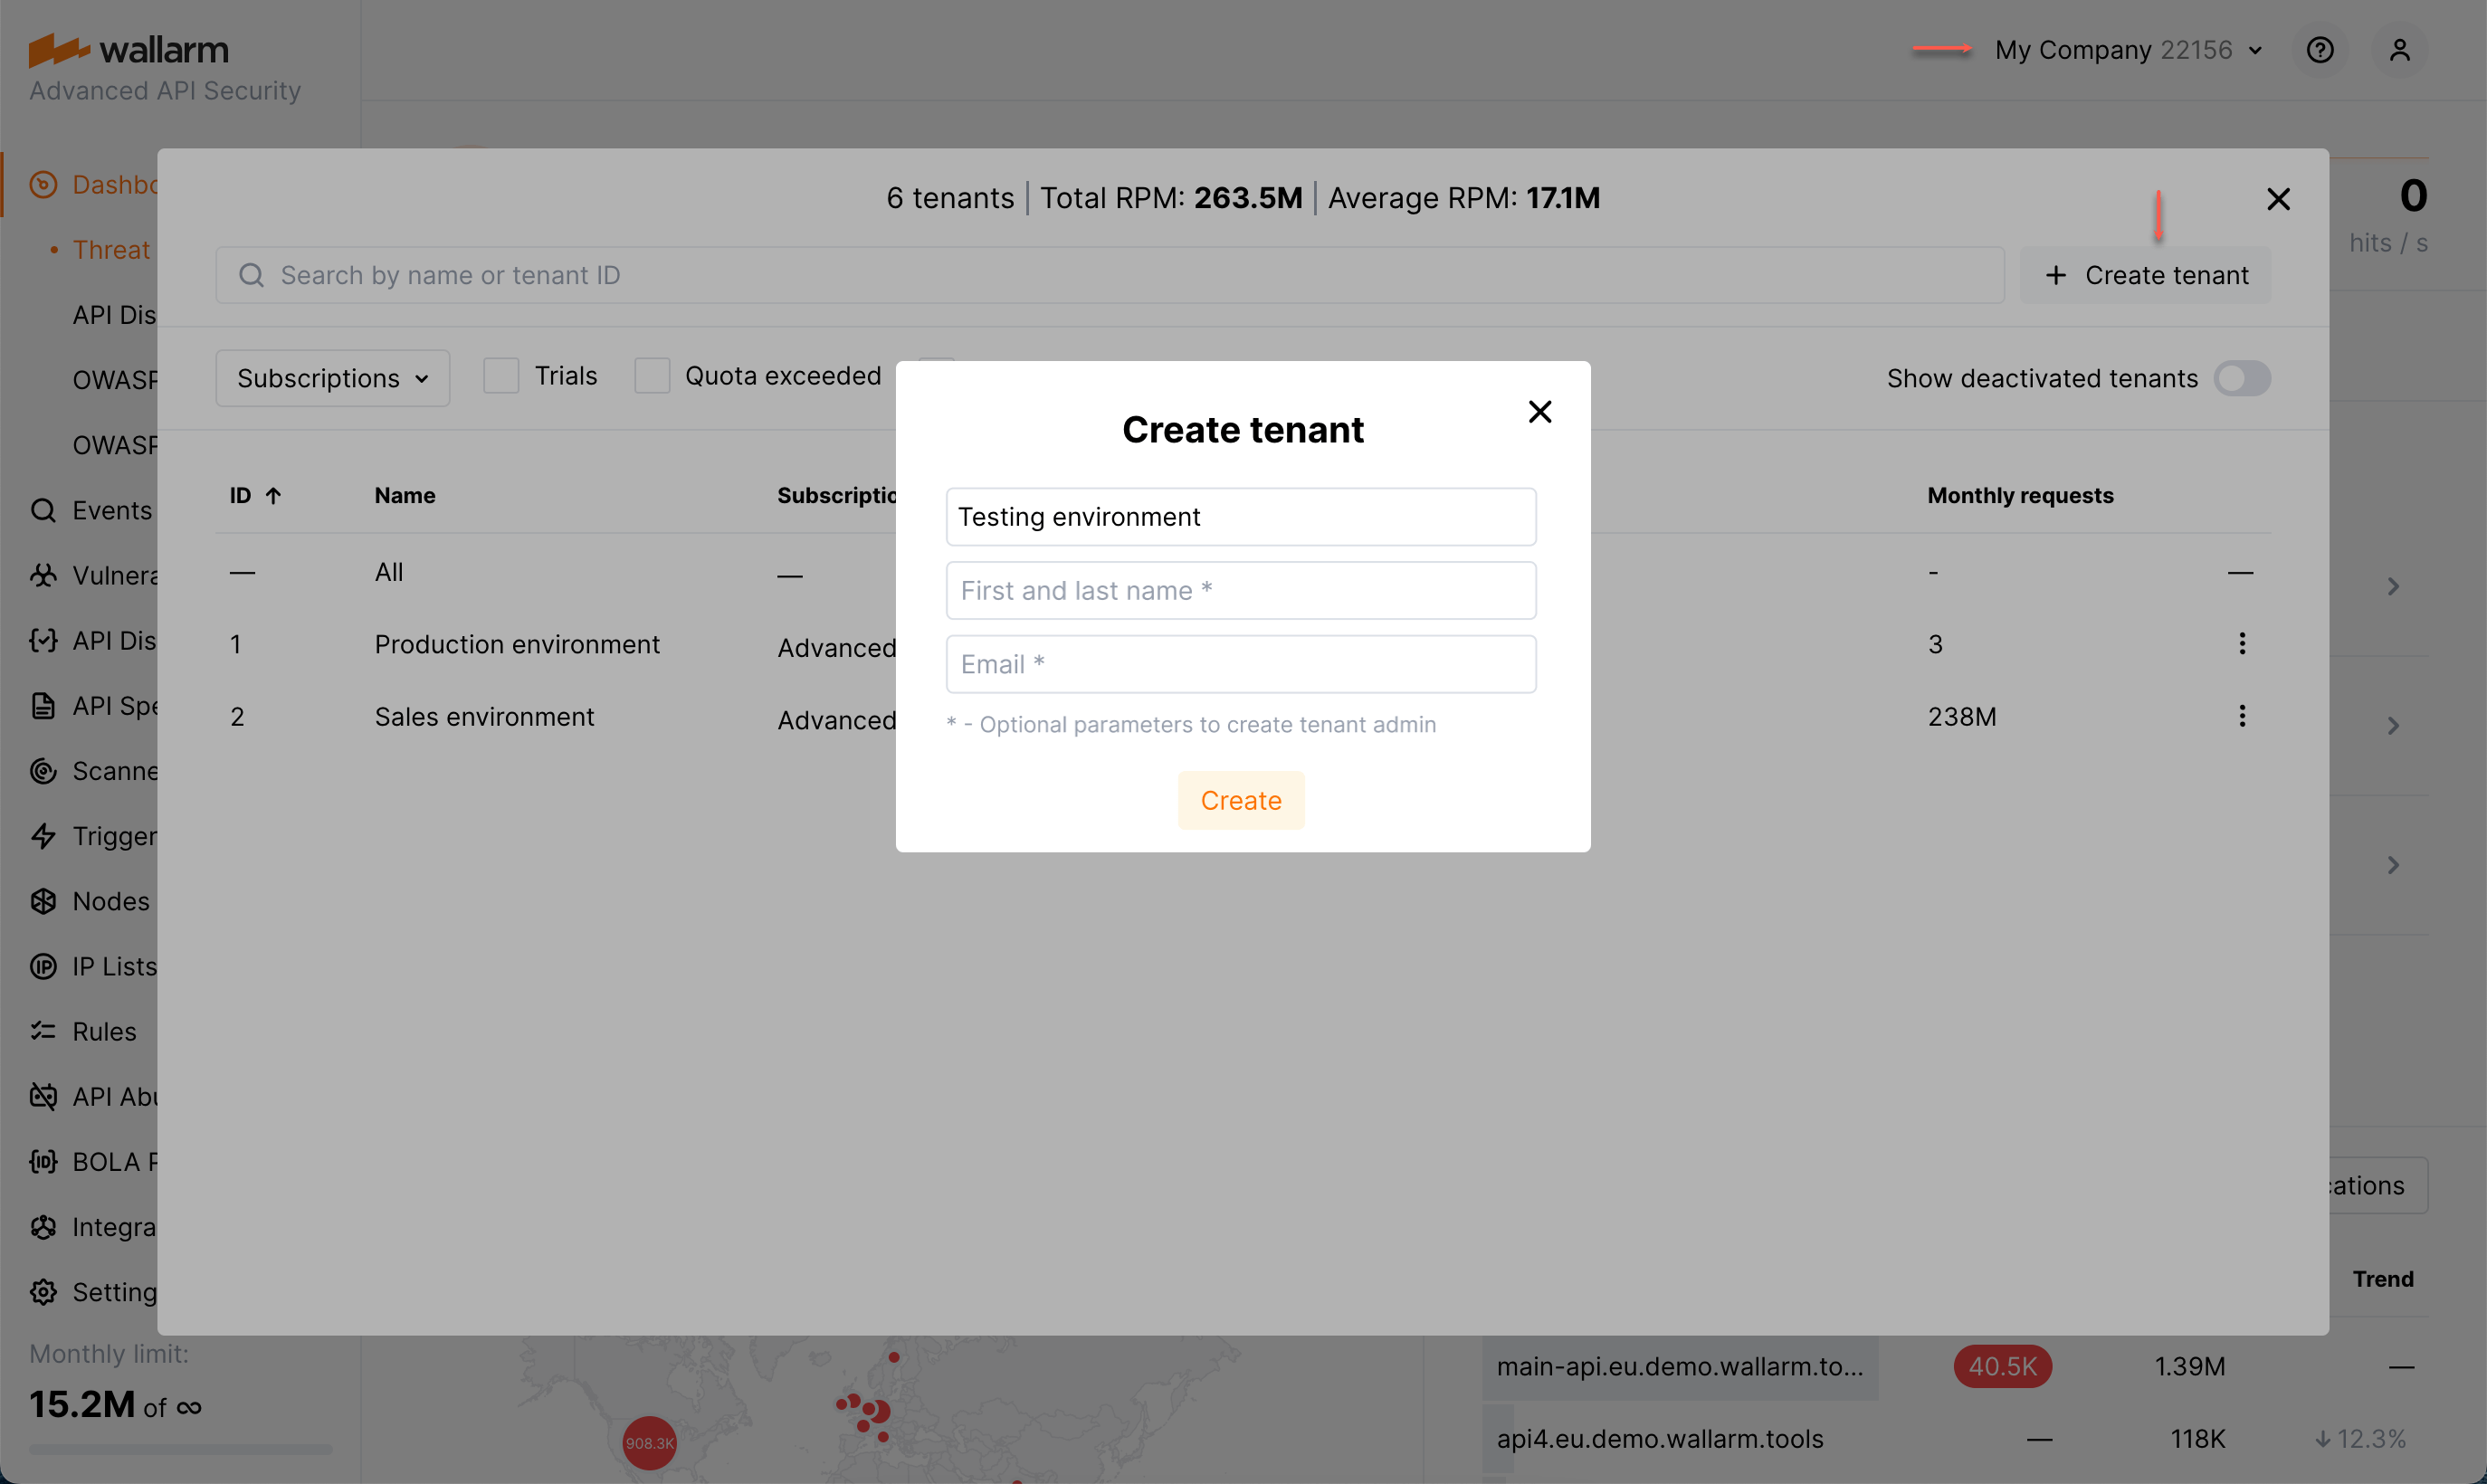 wallarm
Advanced API Security
My Company 22156
Dashbo
Threat
API Dis
OWASP
OWASP
Events
Vulnera
API Dis
API Spe
Scanne
Trigger
Nodes
IP Lists
Rules
API Abu
BOLA P
Integra
Setting
Monthly limit:
15.2M of ∞
6 tenants | Total RPM: 263.5M | Average RPM: 17.1M
Search by name or tenant ID
+ Create tenant
Subscriptions
Trials
Quota exceeded
Show deactivated tenants
ID ↑ Name Subscriptio Monthly requests
— All — - —
1 Production environment Advanced 3
2 Sales environment Advanced 238M
Create tenant
Testing environment
First and last name *
Email *
* - Optional parameters to create tenant admin
Create
0
hits / s
cations
Trend
908.3K
main-api.eu.demo.wallarm.to... 40.5K 1.39M —
api4.eu.demo.wallarm.tools — 118K ↓ 12.3%